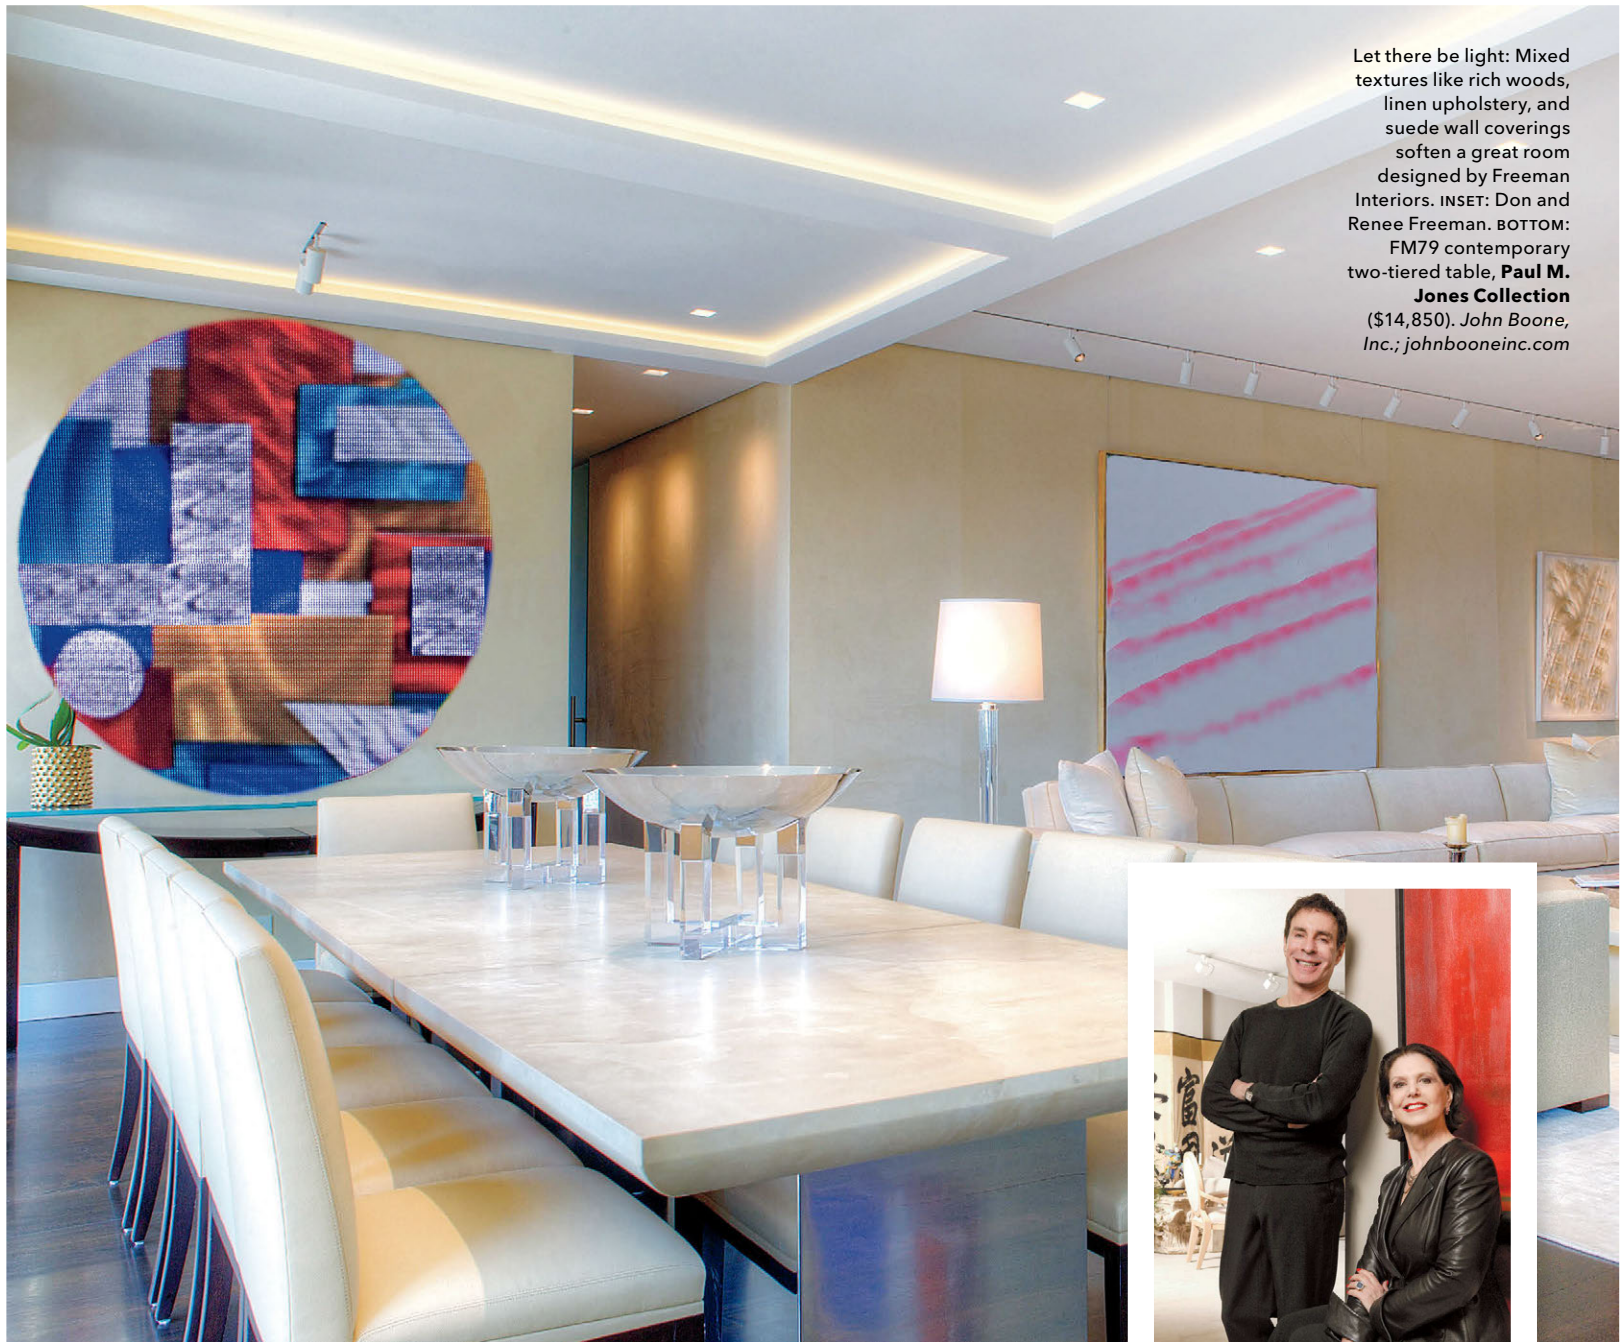 Let there be light: Mixed
textures like rich woods,
linen upholstery, and
suede wall coverings
soften a great room
designed by Freeman
Interiors. INSET: Don and
Renee Freeman. BOTTOM:
FM79 contemporary
two-tiered table, Paul M.
Jones Collection
($14,850). John Boone,
Inc.; johnbooneinc.com
富